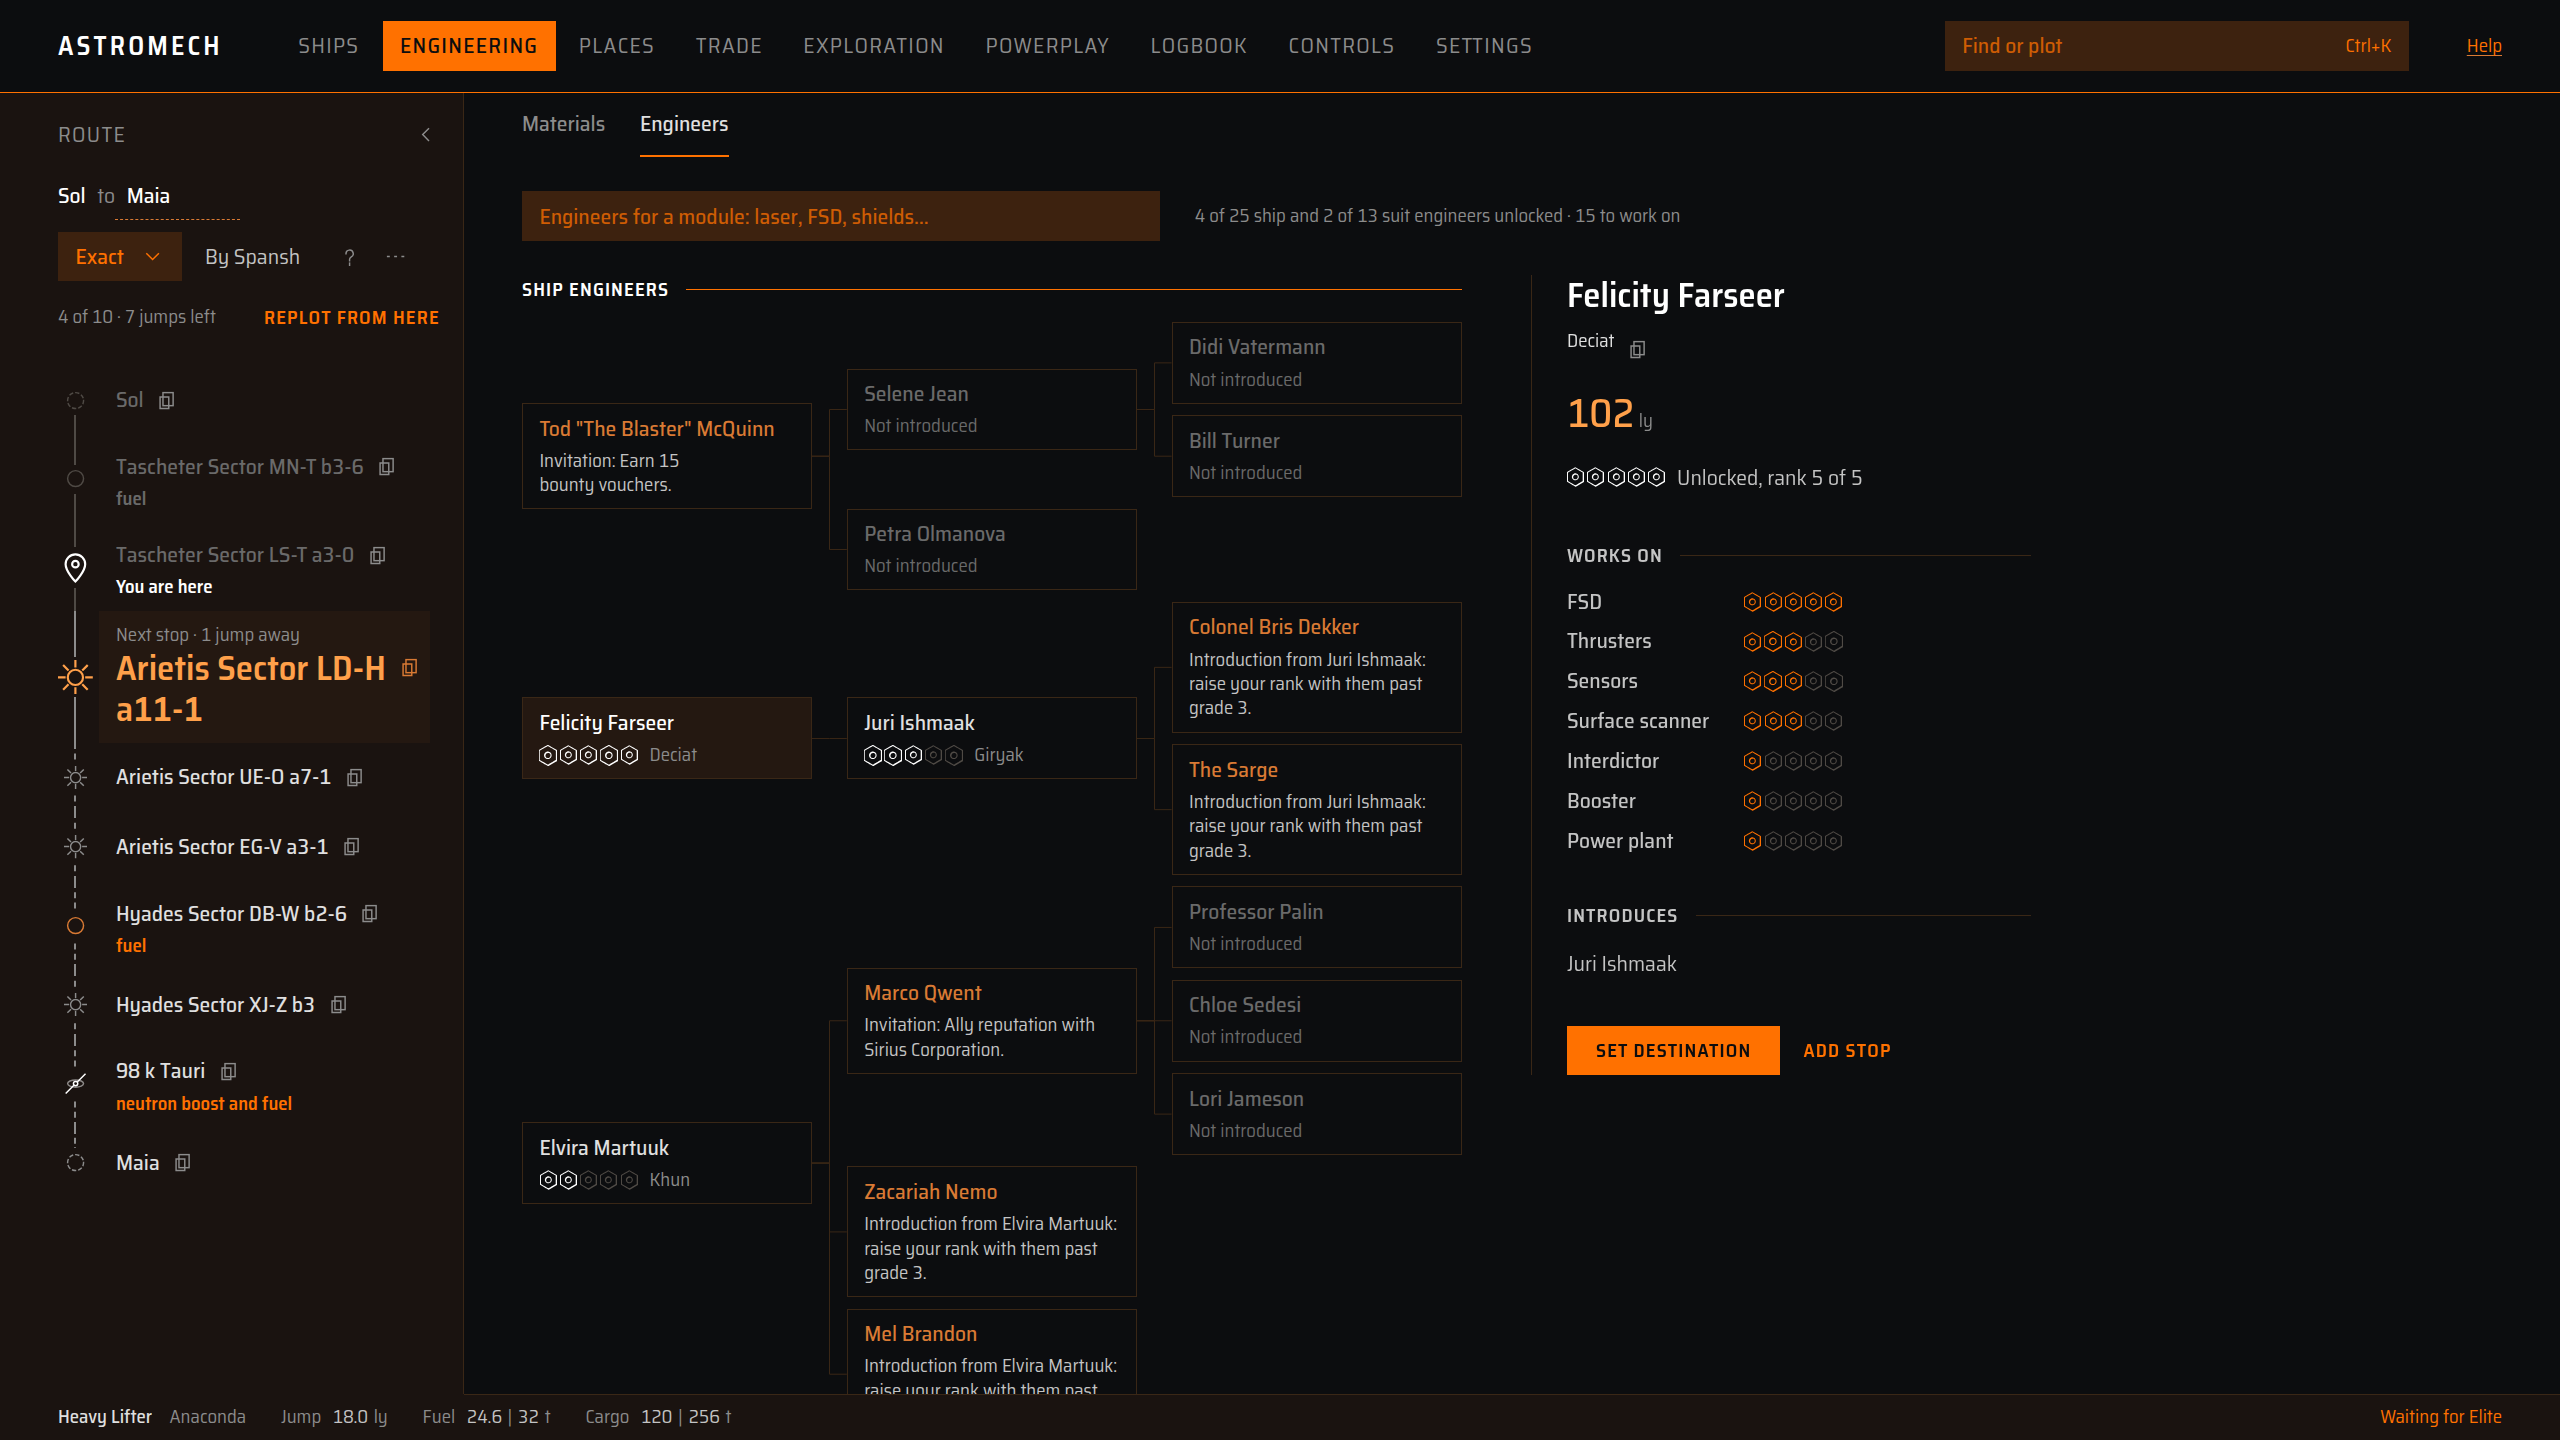 ASTROMECH
SHIPS
ENGINEERING
PLACES
TRADE
EXPLORATION
POWERPLAY
LOGBOOK
CONTROLS
SETTINGS
Find or plot
Ctrl+K
Help
ROUTE
Sol to Maia
Exact
By Spansh
?
4 of 10 · 7 jumps left
REPLOT FROM HERE
Sol
Tascheter Sector MN-T b3-6
fuel
Tascheter Sector LS-T a3-0
You are here
Next stop · 1 jump away
Arietis Sector LD-H
a11-1
Arietis Sector UE-O a7-1
Arietis Sector EG-V a3-1
Hyades Sector DB-W b2-6
fuel
Hyades Sector XJ-Z b3
98 k Tauri
neutron boost and fuel
Maia
Materials
Engineers
Engineers for a module: laser, FSD, shields...
4 of 25 ship and 2 of 13 suit engineers unlocked · 15 to work on
SHIP ENGINEERS
Tod "The Blaster" McQuinn
Invitation: Earn 15
bounty vouchers.
Selene Jean
Not introduced
Didi Vatermann
Not introduced
Bill Turner
Not introduced
Petra Olmanova
Not introduced
Felicity Farseer
Deciat
Juri Ishmaak
Giryak
Colonel Bris Dekker
Introduction from Juri Ishmaak:
raise your rank with them past
grade 3.
The Sarge
Introduction from Juri Ishmaak:
raise your rank with them past
grade 3.
Elvira Martuuk
Khun
Marco Qwent
Invitation: Ally reputation with
Sirius Corporation.
Professor Palin
Not introduced
Chloe Sedesi
Not introduced
Lori Jameson
Not introduced
Zacariah Nemo
Introduction from Elvira Martuuk:
raise your rank with them past
grade 3.
Mel Brandon
Introduction from Elvira Martuuk:
raise your rank with them past
Felicity Farseer
Deciat
102 ly
Unlocked, rank 5 of 5
WORKS ON
FSD
Thrusters
Sensors
Surface scanner
Interdictor
Booster
Power plant
INTRODUCES
Juri Ishmaak
SET DESTINATION
ADD STOP
Heavy Lifter Anaconda Jump 18.0 ly Fuel 24.6 | 32 t Cargo 120 | 256 t
Waiting for Elite